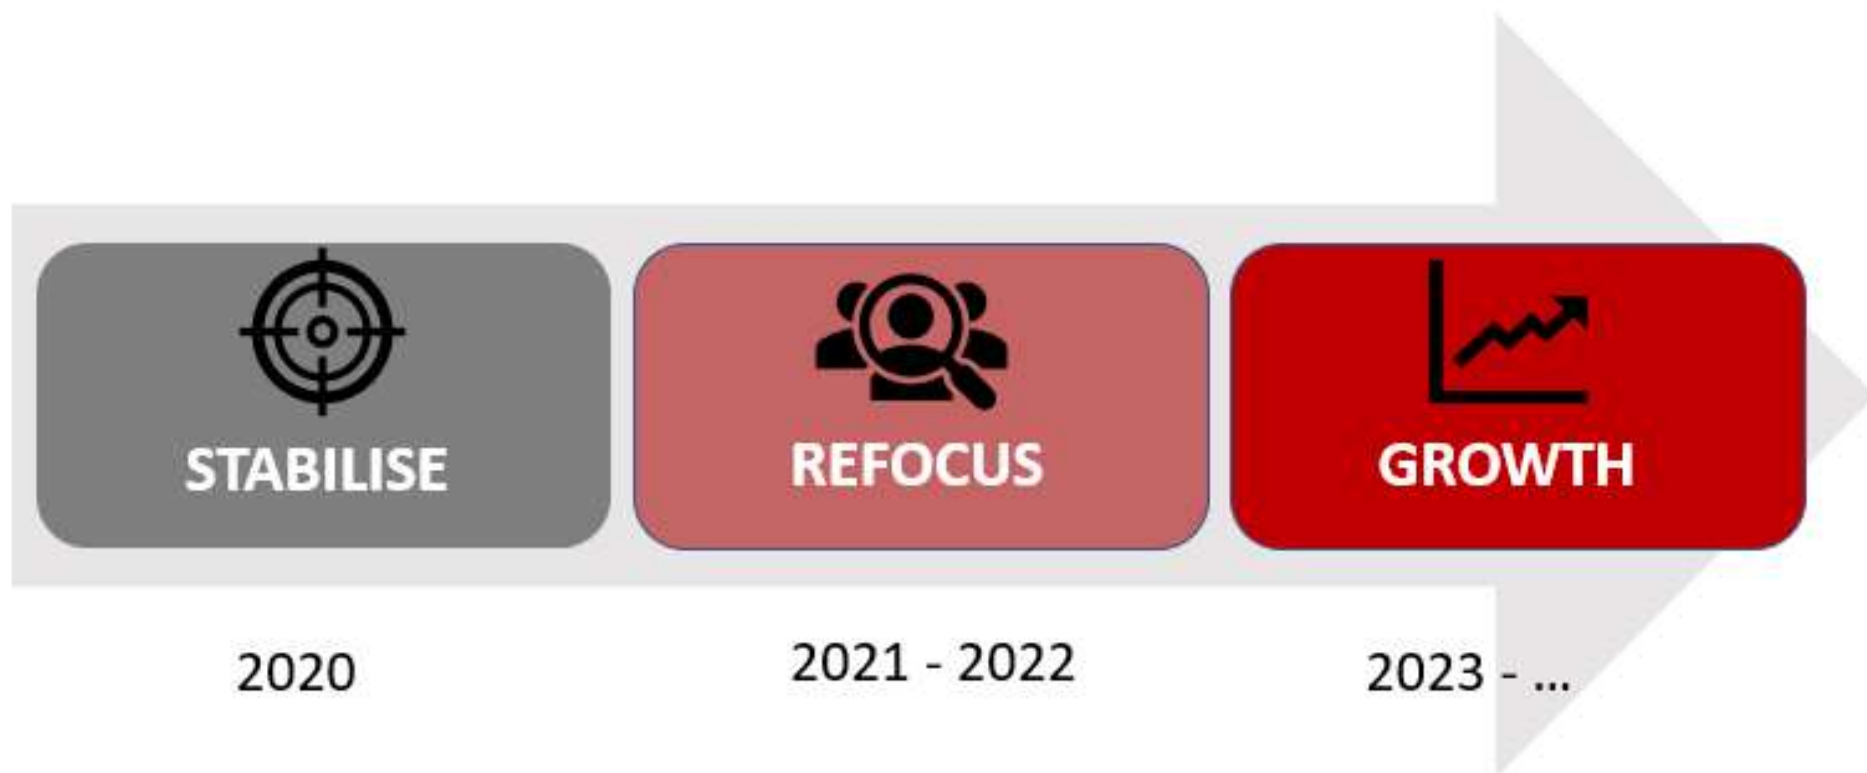 STABILISE
REFOCUS
GROWTH
2020
2021 - 2022
2023 - ...